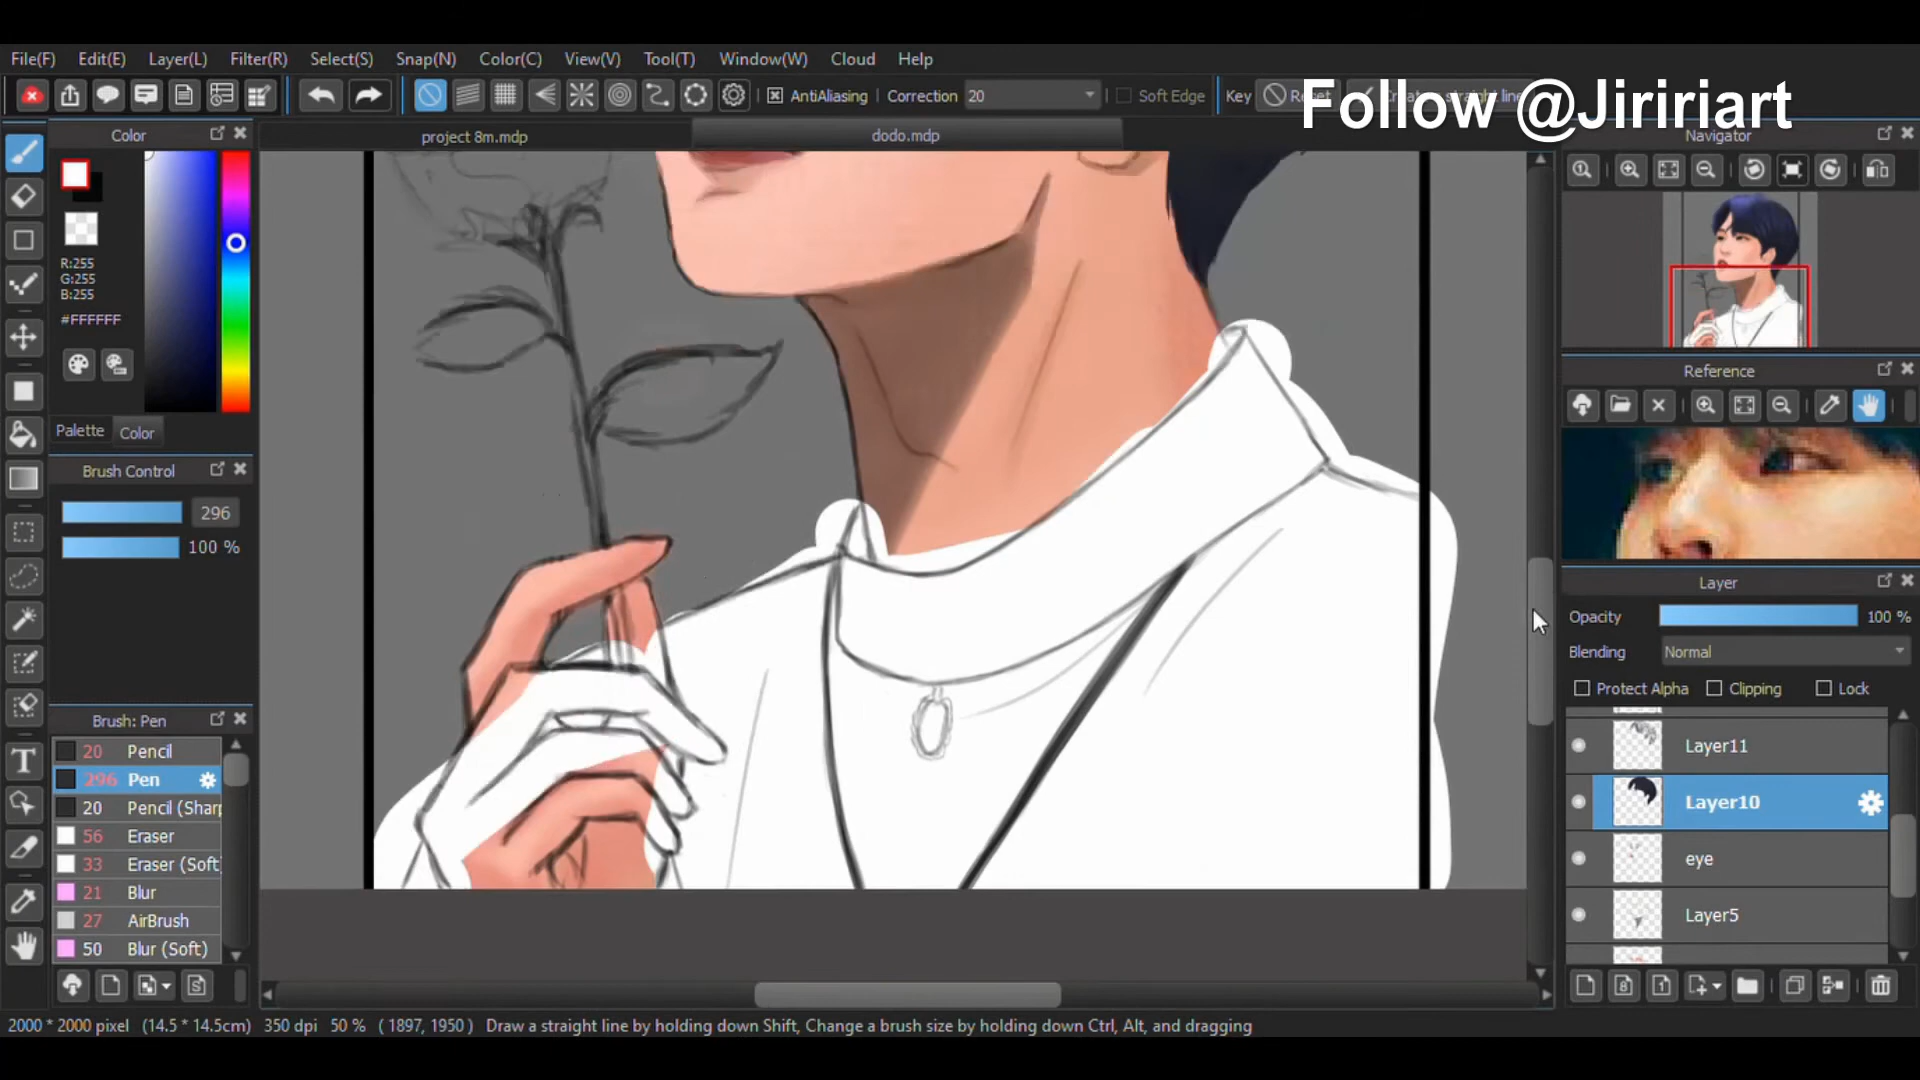 Follow @Jiririart
File(F) Edit(E) Layer(L) Filter(R) Select(S) Snap(N) Color(C) View(V) Tool(T) Window(W) Cloud Help
AntiAliasing Correction 20 Soft Edge Key
Color project 8m.mdp dodo.mdp Navigator
R:255
G:255
B:255
#FFFFFF
Reference
Palette Color
Brush Control
296
100 %
Layer
Opacity 100 %
Blending Normal
Protect Alpha Clipping Lock
Brush: Pen
20 Pencil
296 Pen
20 Pencil (Shar
56 Eraser
33 Eraser (Soft
21 Blur
27 AirBrush
50 Blur (Soft)
Layer11
Layer10
eye
Layer5
2000 * 2000 pixel (14.5 * 14.5cm) 350 dpi 50 % ( 1897, 1950 ) Draw a straight line by holding down Shift, Change a brush size by holding down Ctrl, Alt, and dragging